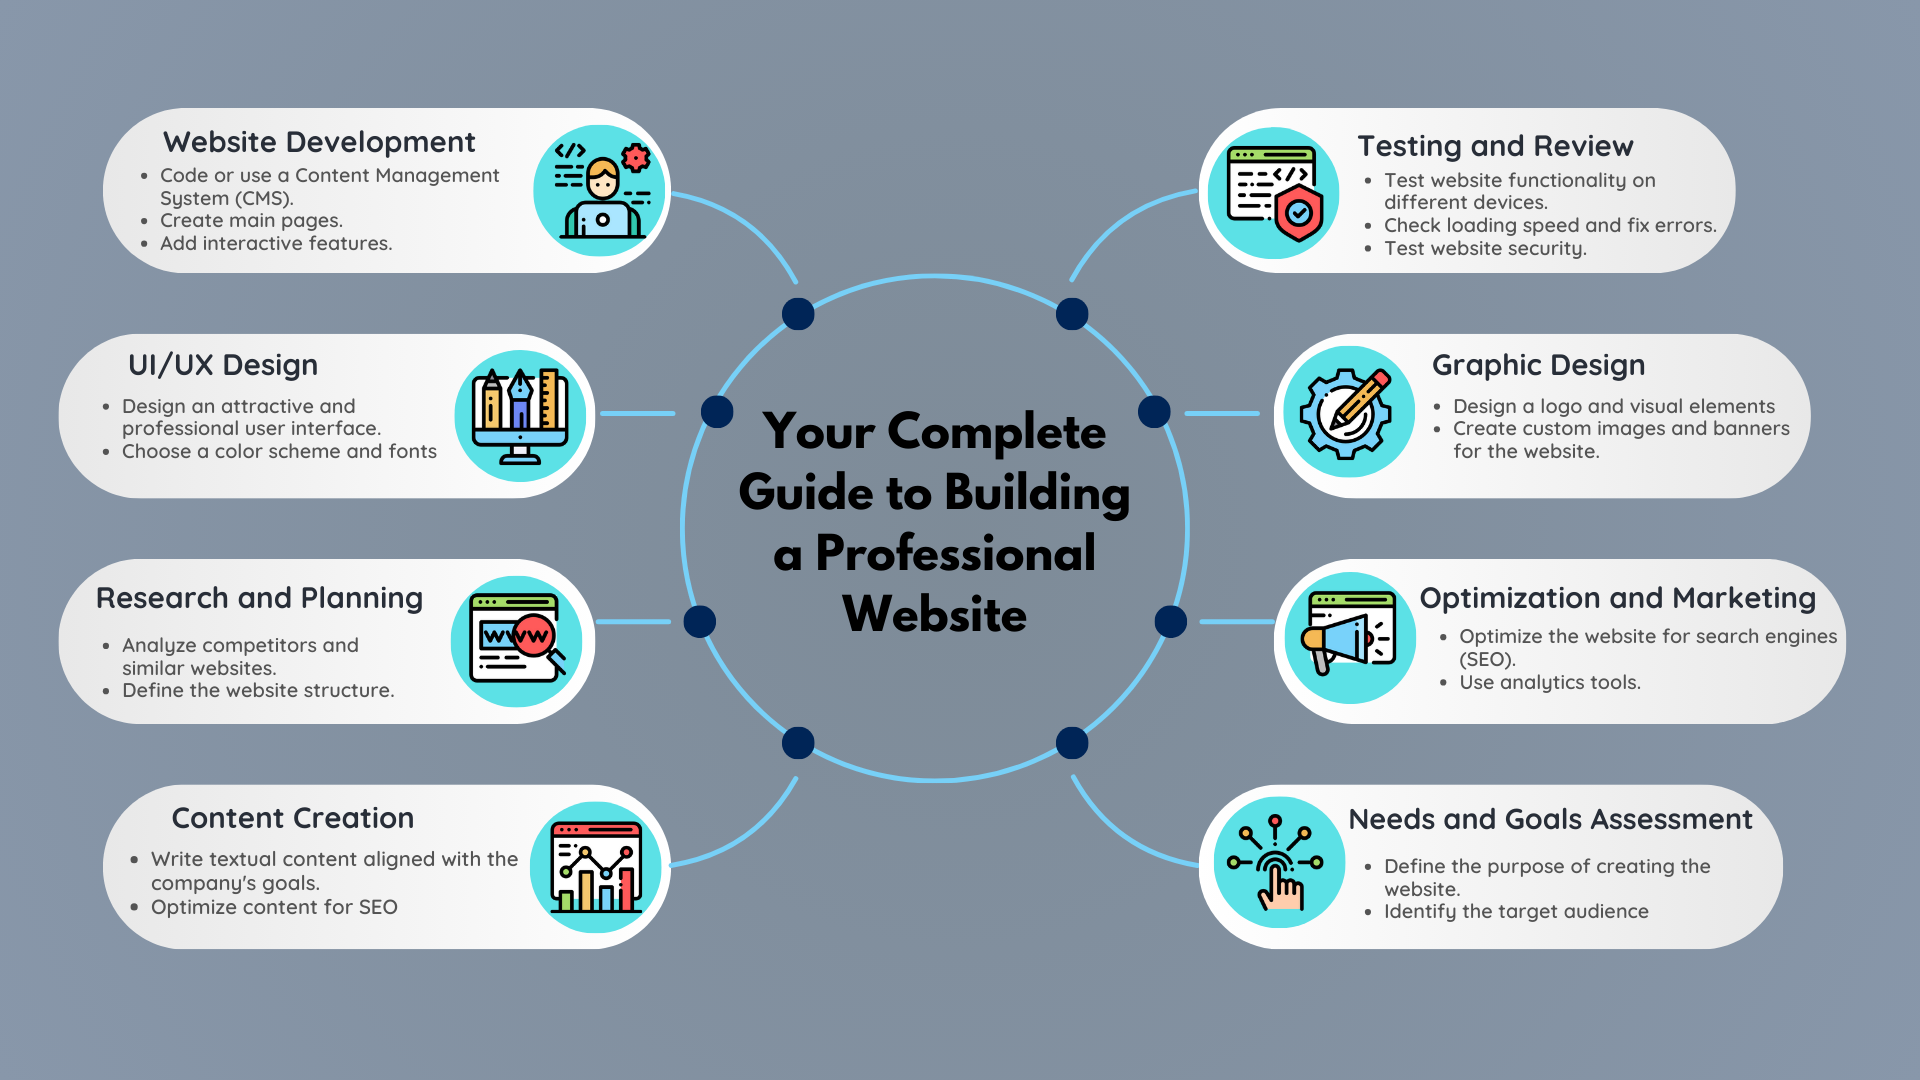 Website Development
• Code or use a Content Management
System (CMS).
• Create main pages.
• Add interactive features.
UI/UX Design
• Design an attractive and
professional user interface.
• Choose a color scheme and fonts
Research and Planning
• Analyze competitors and
similar websites.
• Define the website structure.
WWW
Content Creation
• Write textual content aligned with the
company's goals.
• Optimize content for SEO
Your Complete
Guide to Building
a Professional
Website
Testing and Review
• Test website functionality on
different devices.
• Check loading speed and fix errors.
• Test website security.
Graphic Design
• Design a logo and visual elements
• Create custom images and banners
for the website.
Optimization and Marketing
• Optimize the website for search engines
(SEO).
• Use analytics tools.
Needs and Goals Assessment
• Define the purpose of creating the
website.
• Identify the target audience